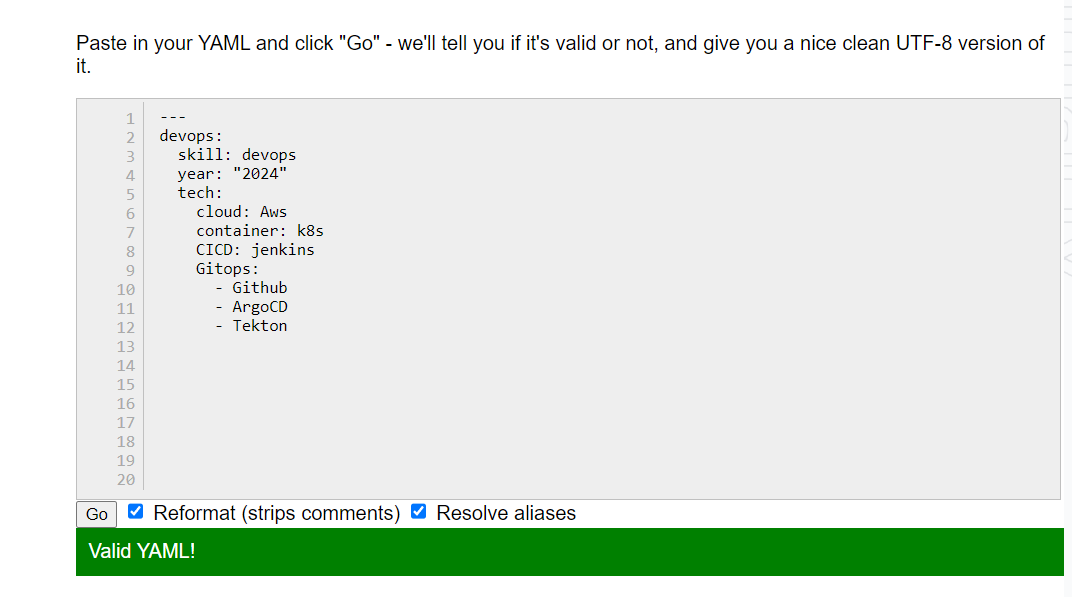 Paste in your YAML and click "Go" - we'll tell you if it's valid or not, and give you a nice clean UTF-8 version of
it.
1 ---
2 devops:
3   skill: devops
4   year: "2024"
5   tech:
6     cloud: Aws
7     container: k8s
8     CICD: jenkins
9     Gitops:
10       - Github
11       - ArgoCD
12       - Tekton
13
14
15
16
17
18
19
20
Go Reformat (strips comments) Resolve aliases
Valid YAML!